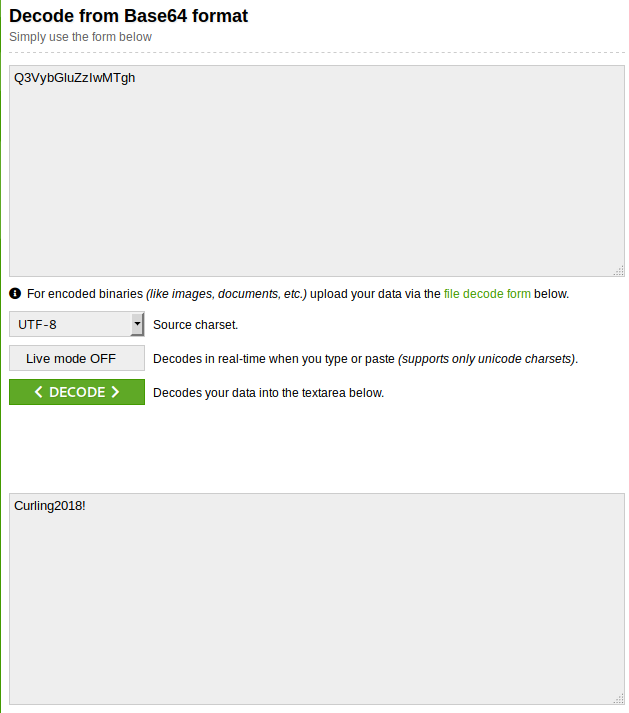 Decode from Base64 format
Simply use the form below
Q3VybGluZzIwMTgh
For encoded binaries (like images, documents, etc.) upload your data via the file decode form below.
UTF-8 Source charset.
Live mode OFF Decodes in real-time when you type or paste (supports only unicode charsets).
< DECODE > Decodes your data into the textarea below.
Curling2018!